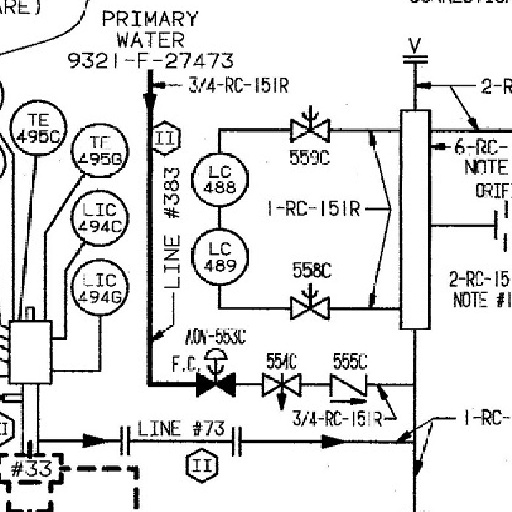 ARE)
PRIMARY
WATER
9321-F-27473
3/4-RC-151R
V
2-R
TE
495C
TE
495G
II
559C
6-RC-
NOTE
ORIF
LC
488
LIC
494C
LINE #383
1-RC-151R
LC
489
LIC
494G
558C
2-RC-15
NOTE #1
AOV-553C
F.C.
554C
555C
3/4-RC-151R
1-RC-
LINE #73
II
#33